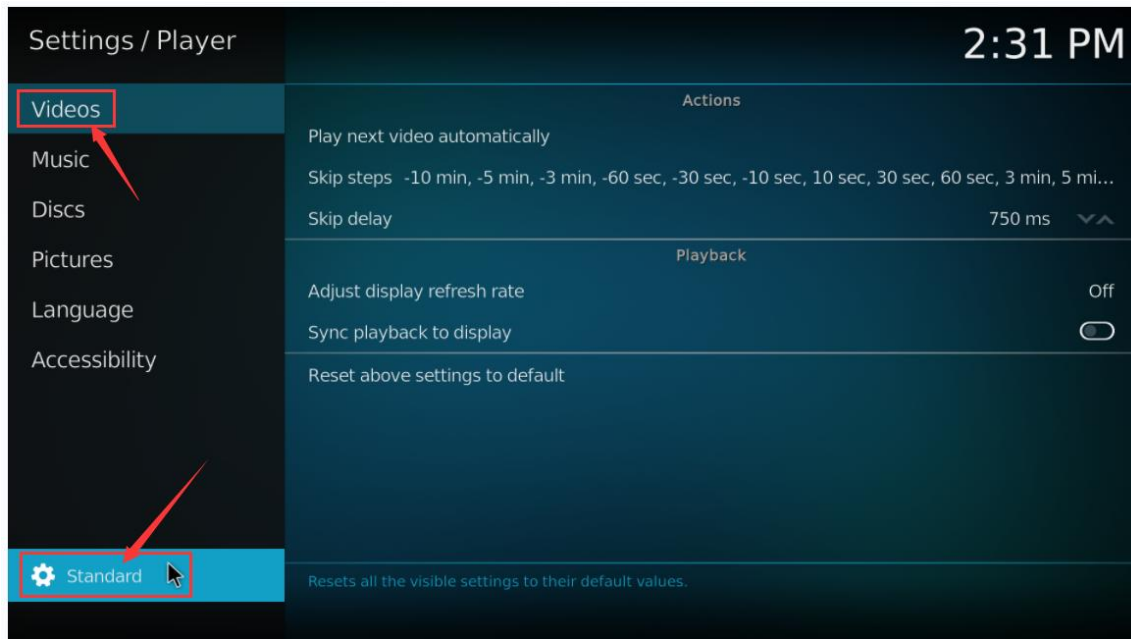 Settings / Player
2:31 PM
Videos
Music
Discs
Pictures
Language
Accessibility
Standard
Actions
Play next video automatically
Skip steps -10 min, -5 min, -3 min, -60 sec, -30 sec, -10 sec, 10 sec, 30 sec, 60 sec, 3 min, 5 mi...
Skip delay 750 ms
Playback
Adjust display refresh rate Off
Sync playback to display
Reset above settings to default
Resets all the visible settings to their default values.